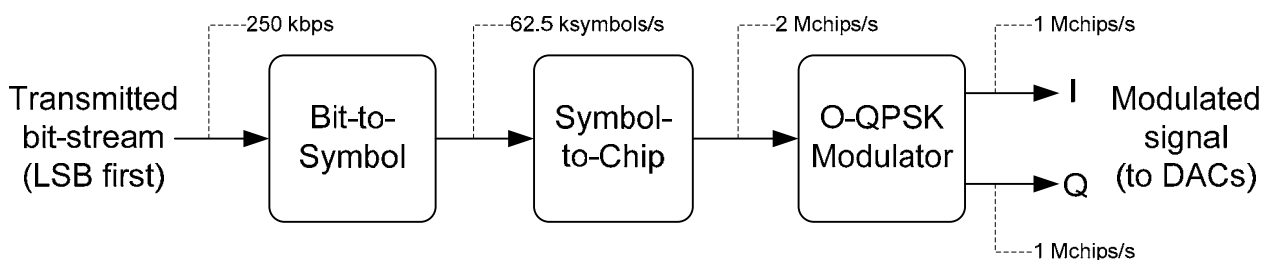 250 kbps
62.5 ksymbols/s
2 Mchips/s
1 Mchips/s
Transmitted
bit-stream
(LSB first)
Bit-to-
Symbol
Symbol-
to-Chip
O-QPSK
Modulator
I
Q
Modulated
signal
(to DACs)
1 Mchips/s